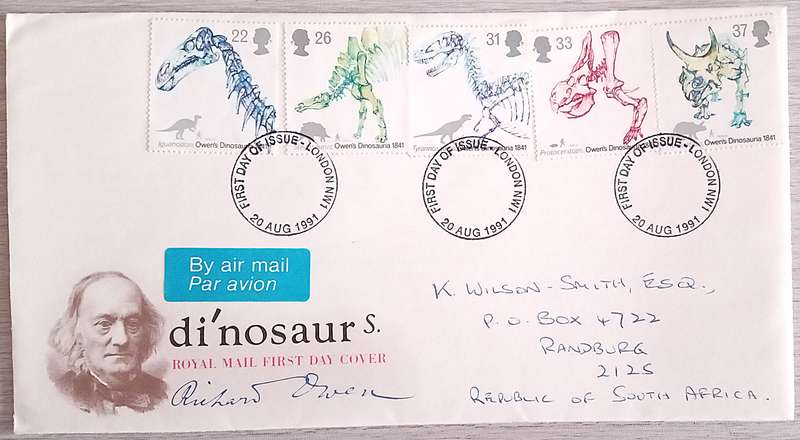 22
26
31
33
37
Iguanodon Owen's Dinosauria 1841
Owen's Dinosauria 1841
Tyrannosaurus Owen's Dinosauria 1841
Protoceratops Owen's Dinosauria
Owen's Dinosauria 1841
FIRST DAY OF ISSUE - LONDON NW1
20 AUG 1991
FIRST DAY OF ISSUE - LONDON NW1
20 AUG 1991
FIRST DAY OF ISSUE - LONDON NW1
20 AUG 1991
By air mail
Par avion
di'nosaur s.
ROYAL MAIL FIRST DAY COVER
Richard Owen
K. WILSON-SMITH, ESQ.,
P.O. BOX 4722
RANDBURG
2125
REPUBLIC OF SOUTH AFRICA.